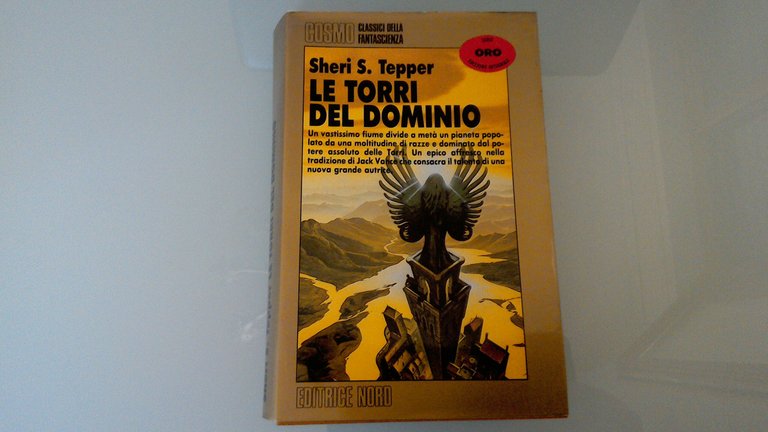 COSMO CLASSICI DELLA
FANTASCIENZA
ORO
Sheri S. Tepper
LE TORRI
DEL DOMINIO
Un vastissimo fiume divide a metà un pianeta popo-
lato da una moltitudine di razze e dominato dal po-
tere assoluto delle Torri. Un epico affresco nella
tradizione di Jack Vance che consacra il talento di una
nuova grande autrice.
EDITRICE NORD